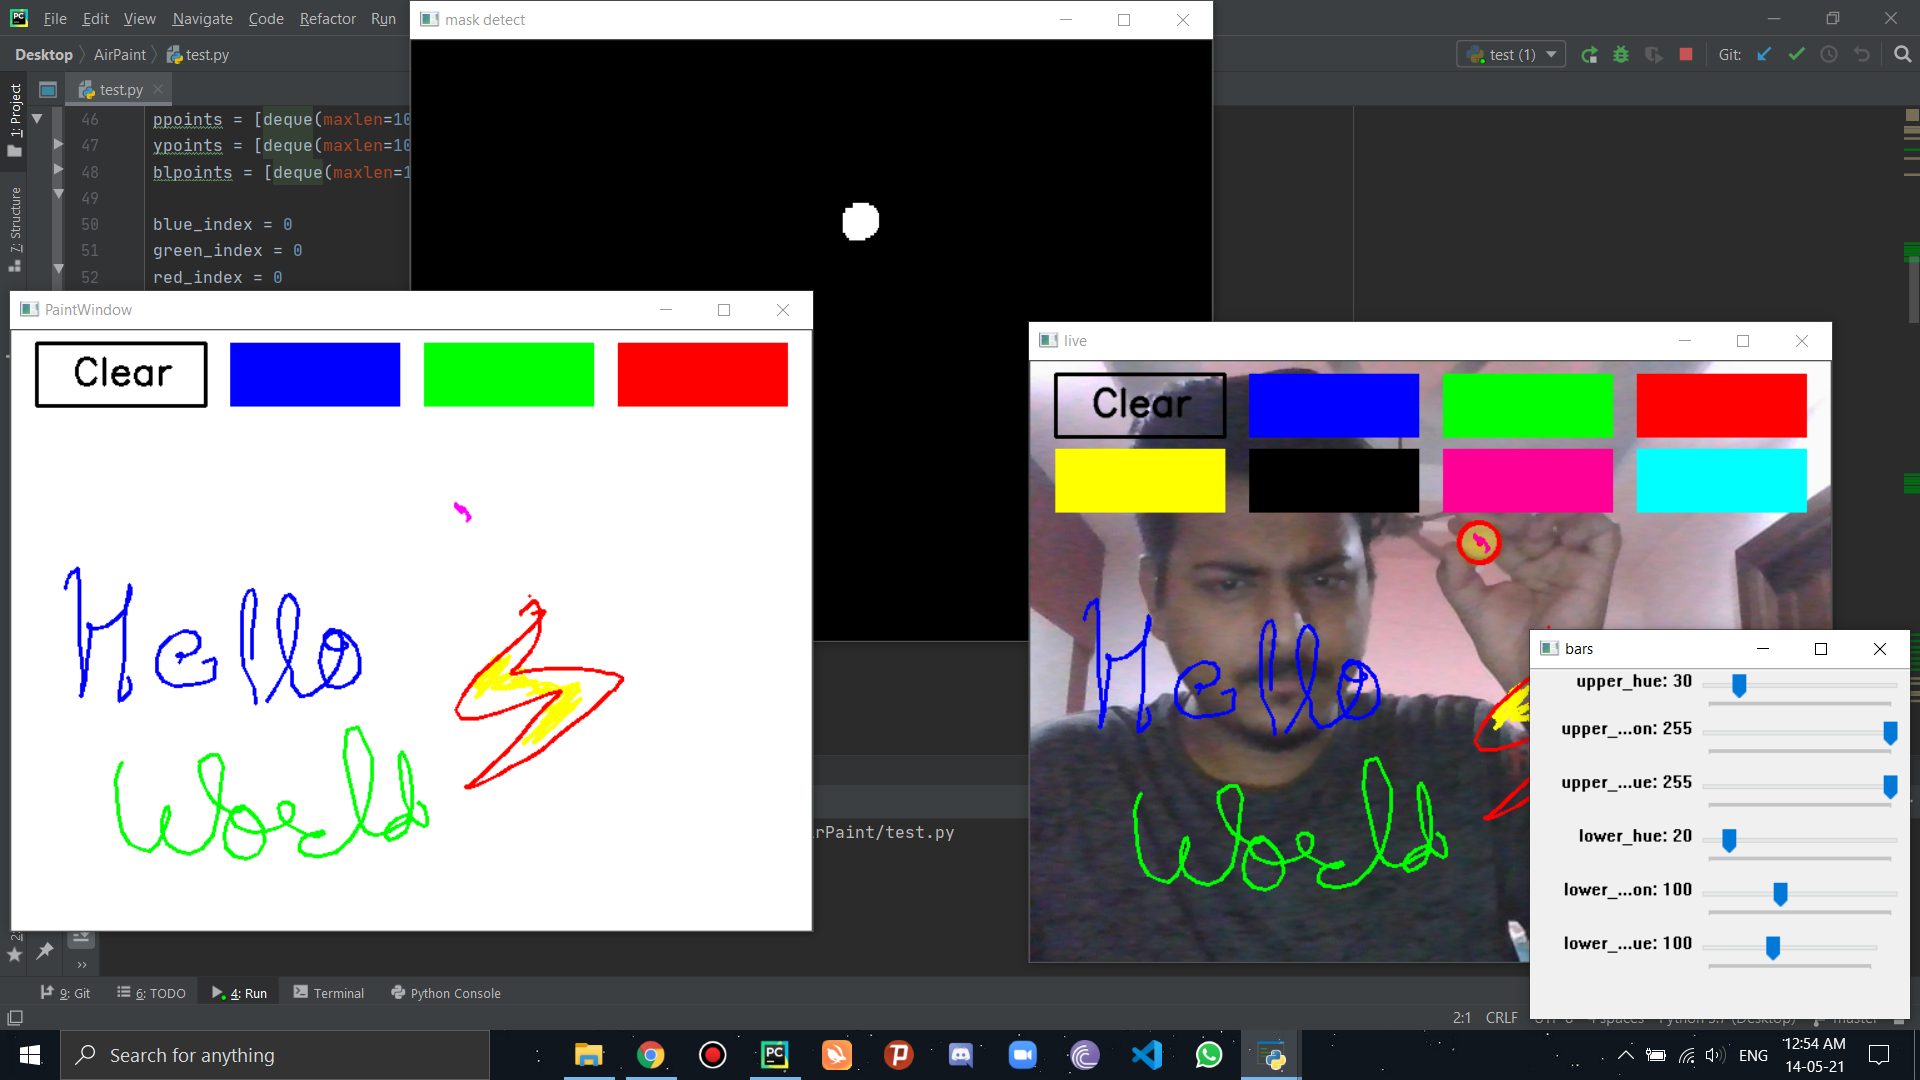 File Edit View Navigate Code Refactor Run
Desktop AirPaint test.py
test (1) Git:
1: Project
7: Structure
test.py
46 ppoints = [deque(maxlen=10
47 ypoints = [deque(maxlen=10
48 blpoints = [deque(maxlen=1
49
50 blue_index = 0
51 green_index = 0
52 red_index = 0
mask detect
PaintWindow
Clear
Hello
World
live
Clear
Hello
World
bars
upper_hue: 30
upper_...on: 255
upper_...ue: 255
lower_hue: 20
lower_...on: 100
lower_...ue: 100
rPaint/test.py
9: Git 6: TODO 4: Run Terminal Python Console
2:1 CRLF
Search for anything
ENG
12:54 AM
14-05-21